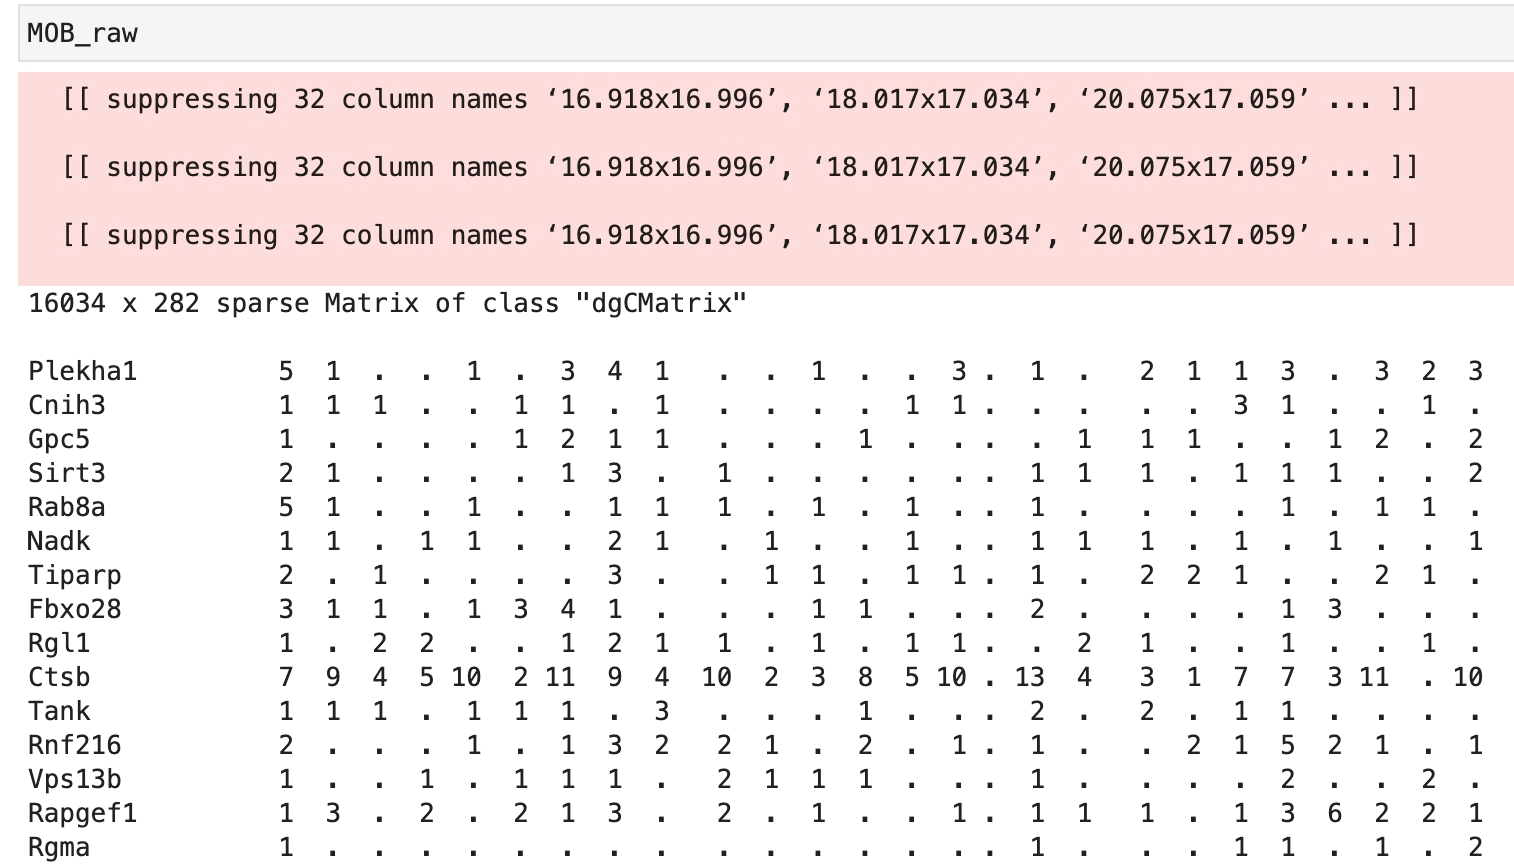 MOB_raw
[[ suppressing 32 column names ‘16.918x16.996’, ‘18.017x17.034’, ‘20.075x17.059’ ... ]]
[[ suppressing 32 column names ‘16.918x16.996’, ‘18.017x17.034’, ‘20.075x17.059’ ... ]]
[[ suppressing 32 column names ‘16.918x16.996’, ‘18.017x17.034’, ‘20.075x17.059’ ... ]]
16034 x 282 sparse Matrix of class "dgCMatrix"
Plekha1 5 1 . . 1 . 3 4 1 . . 1 . . 3 . 1 . 2 1 1 3 . 3 2 3
Cnih3 1 1 1 . . 1 1 . 1 . . . . 1 1 . . . . . 3 1 . . 1 .
Gpc5 1 . . . . 1 2 1 1 . . . 1 . . . . 1 1 1 . . 1 2 . 2
Sirt3 2 1 . . . . 1 3 . 1 . . . . . . 1 1 1 . 1 1 1 . . 2
Rab8a 5 1 . . 1 . . 1 1 1 . 1 . 1 . . 1 . . . . 1 . 1 1 .
Nadk 1 1 . 1 1 . . 2 1 . 1 . . 1 . . 1 1 1 . 1 . 1 . . 1
Tiparp 2 . 1 . . . . 3 . . 1 1 . 1 1 . 1 . 2 2 1 . . 2 1 .
Fbxo28 3 1 1 . 1 3 4 1 . . . 1 1 . . . 2 . . . . 1 3 . . .
Rgl1 1 . 2 2 . . 1 2 1 1 . 1 . 1 1 . . 2 1 . . 1 . . 1 .
Ctsb 7 9 4 5 10 2 11 9 4 10 2 3 8 5 10 . 13 4 3 1 7 7 3 11 . 10
Tank 1 1 1 . 1 1 1 . 3 . . . 1 . . . 2 . 2 . 1 1 . . . .
Rnf216 2 . . . 1 . 1 3 2 2 1 . 2 . 1 . 1 . . 2 1 5 2 1 . 1
Vps13b 1 . . 1 . 1 1 1 . 2 1 1 1 . . . 1 . . . . 2 . . 2 .
Rapgef1 1 3 . 2 . 2 1 3 . 2 . 1 . . 1 . 1 1 1 . 1 3 6 2 2 1
Rgma 1 . . . . . . . . . . . . . . . 1 . . . 1 1 . 1 . 2